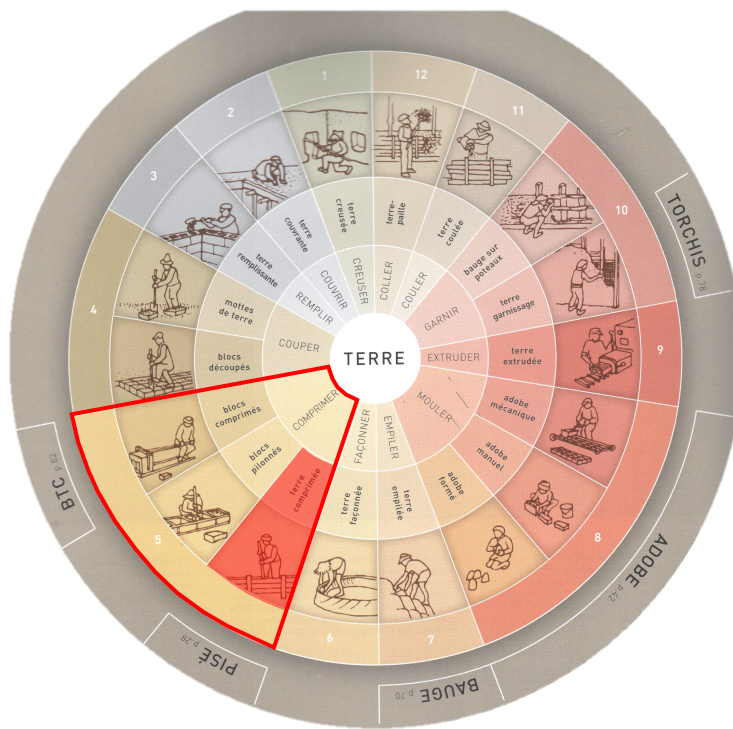 TERRE
CREUSER
COUVRIR
REMPLIR
COUPER
COMPRIMER
FAÇONNER
EMPILER
MOULER
EXTRUDER
GARNIR
COULER
COLLER
terre
creusée
terre
couvrante
terre
remplissante
mottes
de terre
blocs
découpés
blocs
comprimés
blocs
pilonnés
terre
comprimée
terre
façonnée
terre
empilée
adobe
formé
adobe
manuel
adobe
mécanique
terre
extrudée
terre
garnissage
bauge sur
poteaux
terre
coulée
terre-
paille
1
2
3
4
5
6
7
8
9
10
11
12
TORCHIS p.78
ADOBE p.42
BAUGE p.70
PISÉ p.28
BTC p.82